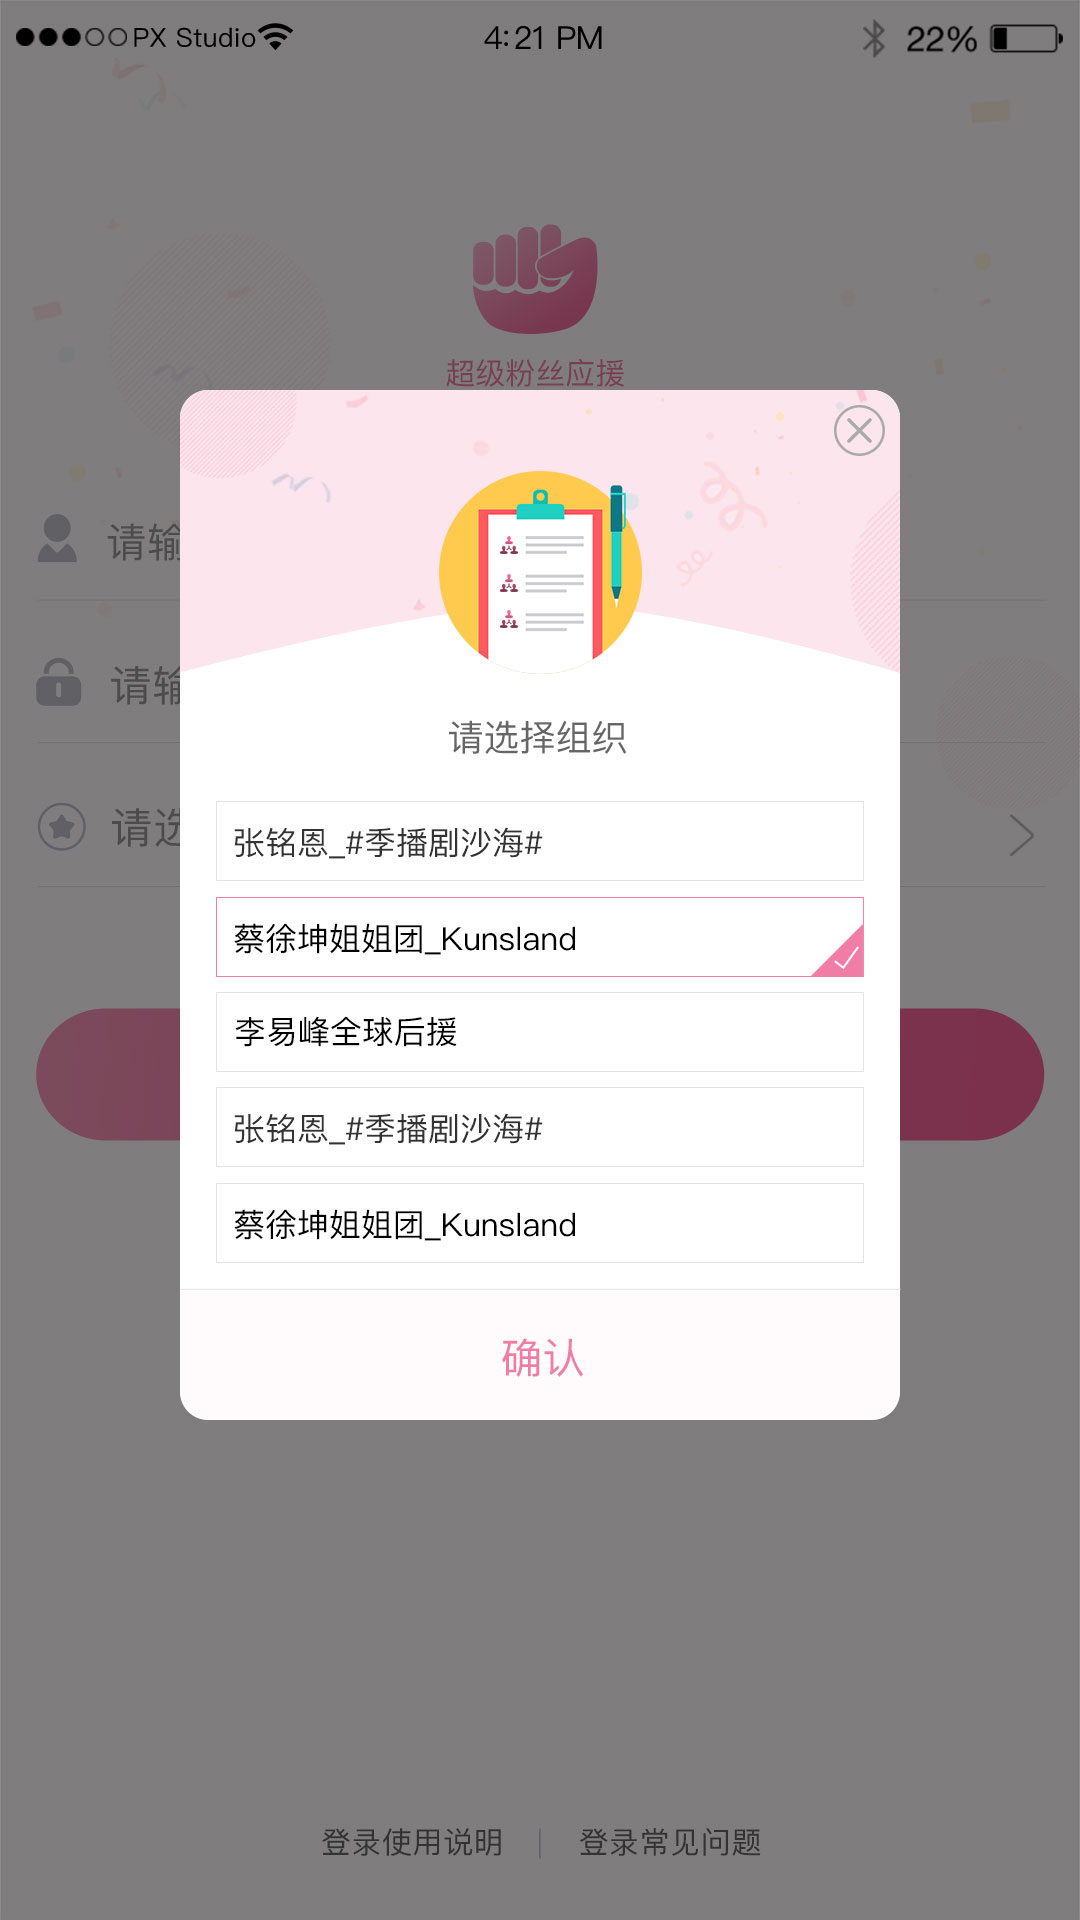 PX Studio 4:21 PM 22%
超级粉丝应援
请输
请输
请选
请选择组织
张铭恩_#季播剧沙海#
蔡徐坤姐姐团_Kunsland
李易峰全球后援
张铭恩_#季播剧沙海#
蔡徐坤姐姐团_Kunsland
确认
登录使用说明 | 登录常见问题